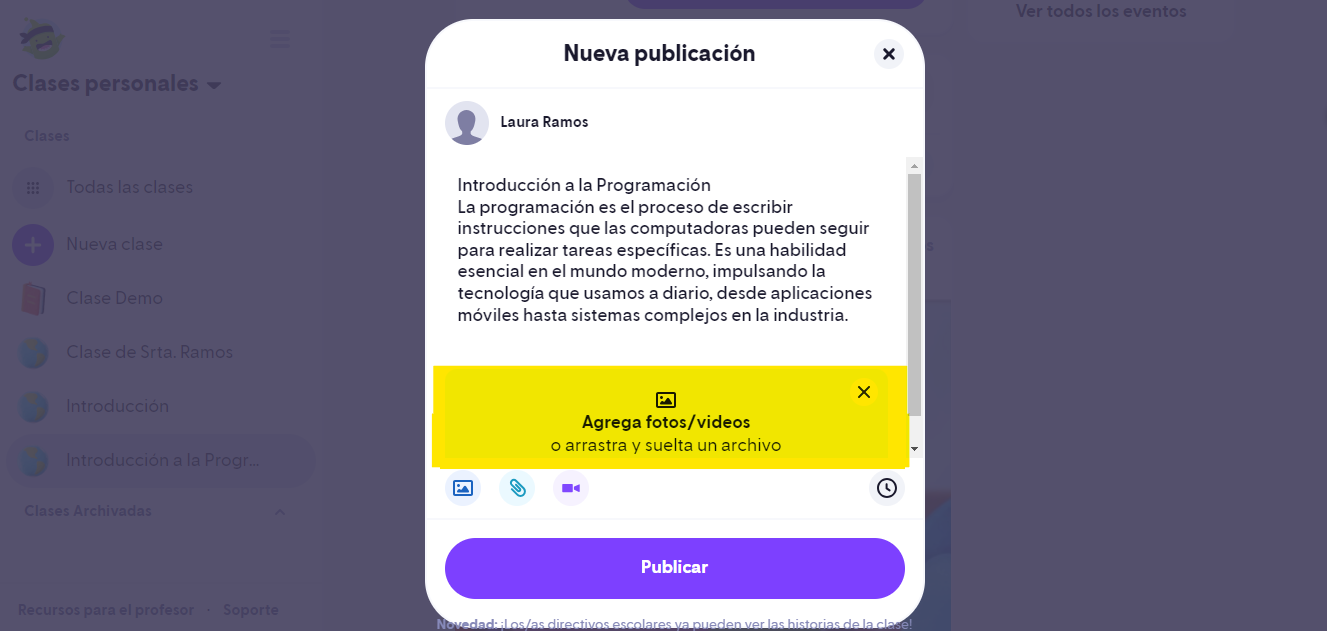 Ver todos los eventos
Nueva publicación
Clases personales
Laura Ramos
Clases
Todas las clases
Nueva clase
Clase Demo
Clase de Srta. Ramos
Introducción
Introducción a la Progr...
Clases Archivadas
Recursos para el profesor · Soporte
Introducción a la Programación
La programación es el proceso de escribir
instrucciones que las computadoras pueden seguir
para realizar tareas específicas. Es una habilidad
esencial en el mundo moderno, impulsando la
tecnología que usamos a diario, desde aplicaciones
móviles hasta sistemas complejos en la industria.
Agrega fotos/videos
o arrastra y suelta un archivo
Publicar
Novedad: ¡Los/as directivos escolares ya pueden ver las historias de la clase!